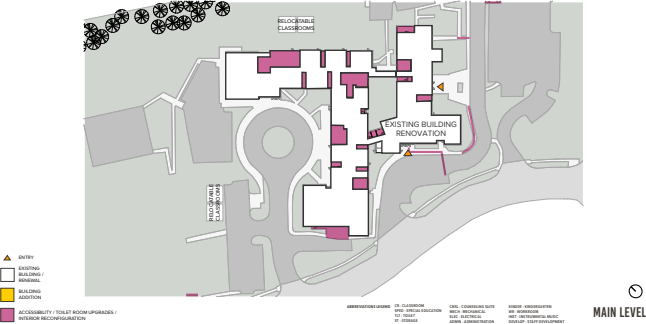 RELOCATABLE
CLASSROOMS
EXISTING BUILDING
RENOVATION
RELOCATABLE
CLASSROOMS
ENTRY
EXISTING
BUILDING /
RENEWAL
BUILDING
ADDITION
ACCESSIBILITY / TOILET ROOM UPGRADES /
INTERIOR RECONFIGURATION
ABBREVIATIONS LEGEND
CR - CLASSROOM
SPED - SPECIAL EDUCATION
TLT - TOILET
ST - STORAGE
CNSL - COUNSELING SUITE
MECH - MECHANICAL
ELEC - ELECTRICAL
ADMIN - ADMINISTRATION
KINDER - KINDERGARTEN
WR - WORKROOM
INST - INSTRUMENTAL MUSIC
DEVELOP - STAFF DEVELOPMENT
MAIN LEVEL